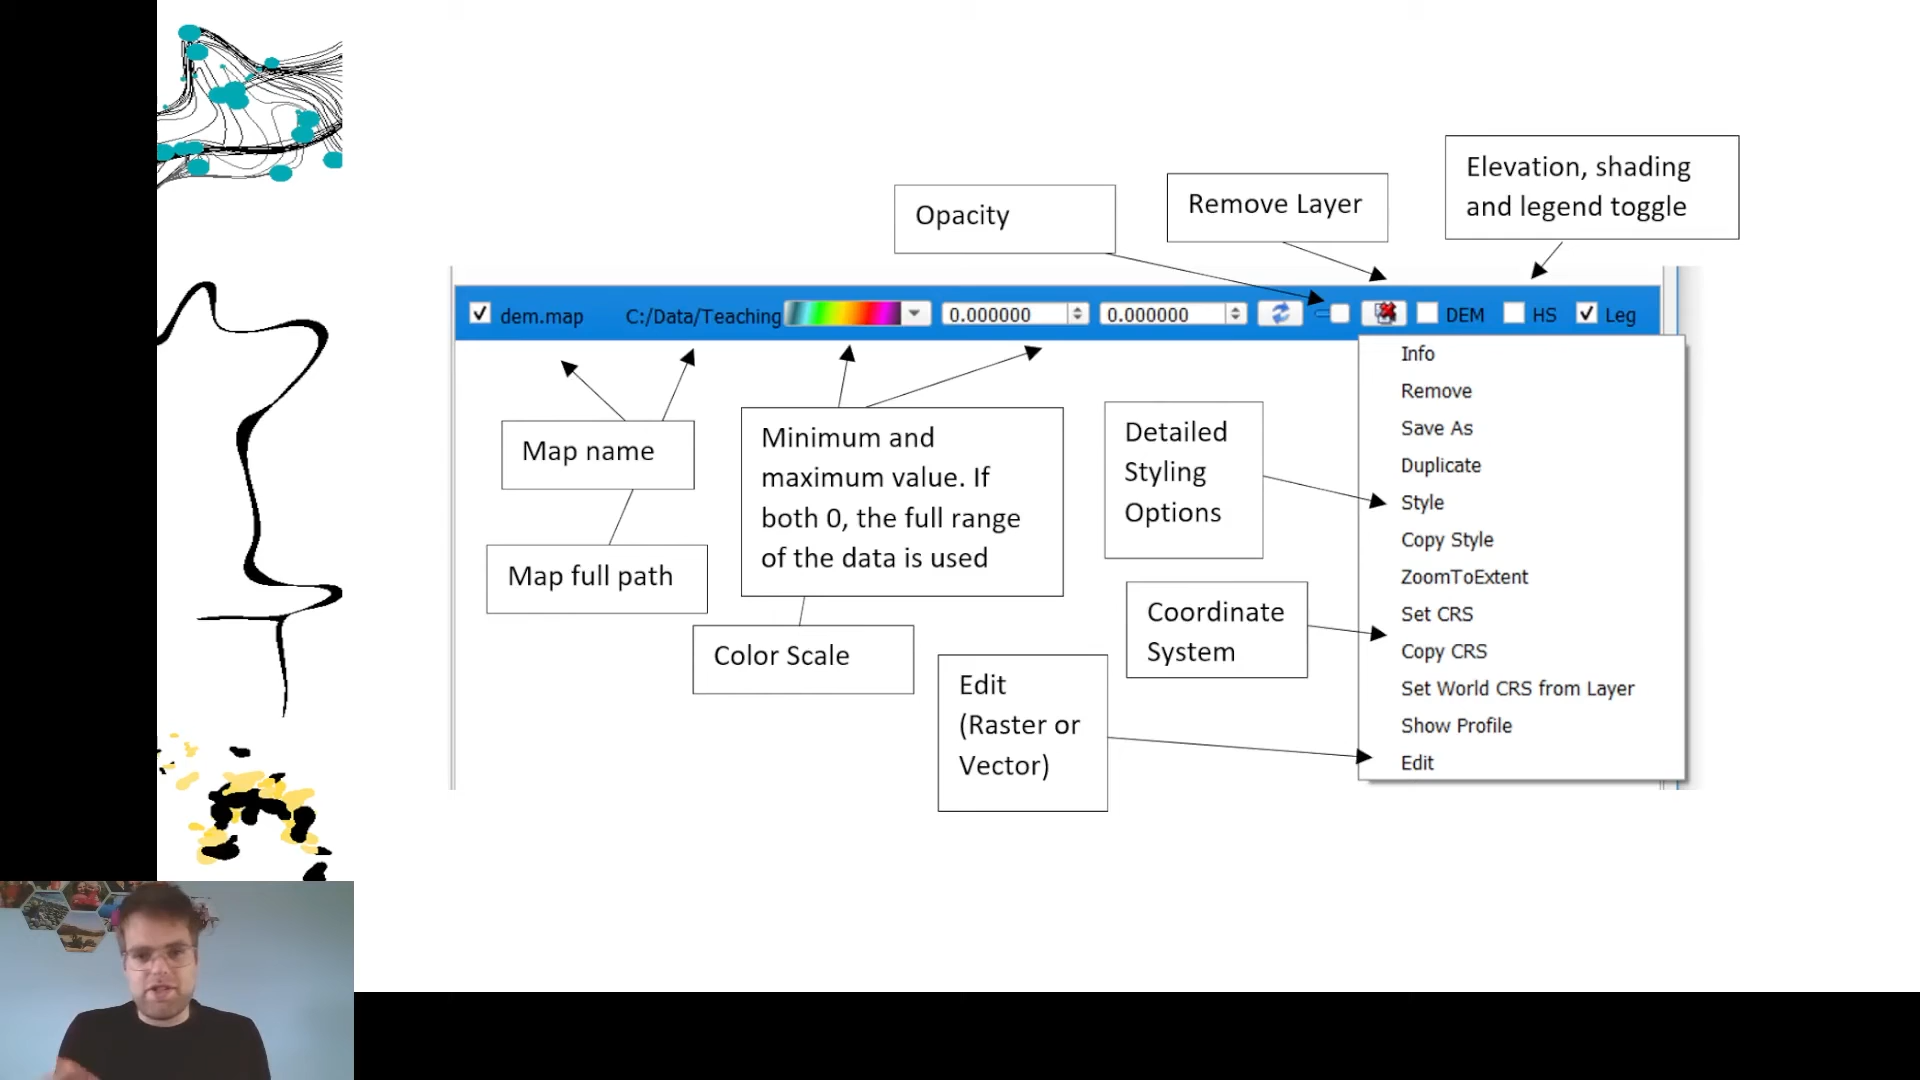 Opacity
Remove Layer
Elevation, shading
and legend toggle
dem.map C:/Data/Teaching 0.000000 0.000000 DEM HS Leg
Map name
Map full path
Minimum and
maximum value. If
both 0, the full range
of the data is used
Color Scale
Detailed
Styling
Options
Coordinate
System
Edit
(Raster or
Vector)
Info
Remove
Save As
Duplicate
Style
Copy Style
ZoomToExtent
Set CRS
Copy CRS
Set World CRS from Layer
Show Profile
Edit